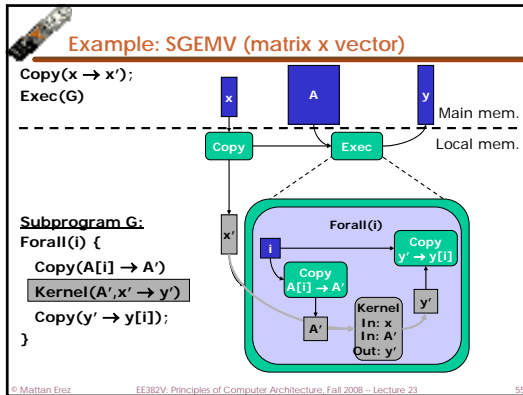 Example: SGEMV (matrix x vector)
Copy(x → x’);
Exec(G)
x
A
y
Main mem.
Local mem.
Copy
Exec
Subprogram G:
Forall(i) {
Copy(A[i] → A’)
Kernel(A’,x’ → y’)
Copy(y’ → y[i]);
}
x’
Forall(i)
i
Copy
y’ → y[i]
Copy
A[i] → A’
A’
Kernel
In: x
In: A’
Out: y’
y’
© Mattan Erez
EE382V: Principles of Computer Architecture, Fall 2008 -- Lecture 23
55